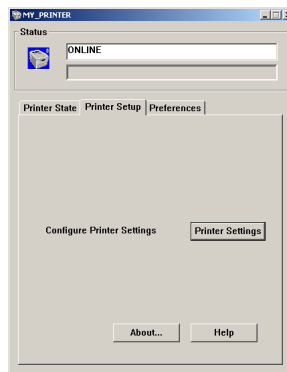 MY_PRINTER
Status
ONLINE
Printer State Printer Setup Preferences
Configure Printer Settings Printer Settings
About... Help